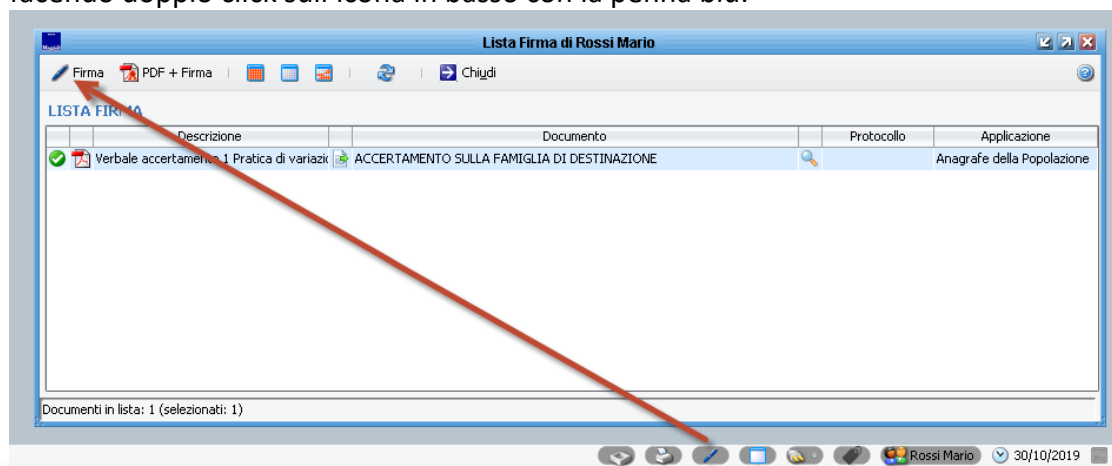 facendo doppio click sull'icona in basso con la penna blu.
Lista Firma di Rossi Mario
Firma PDF + Firma Chiudi
LISTA FIRMA
Descrizione Documento Protocollo Applicazione
Verbale accertamento 1 Pratica di variazic ACCERTAMENTO SULLA FAMIGLIA DI DESTINAZIONE Anagrafe della Popolazione
Documenti in lista: 1 (selezionati: 1)
Rossi Mario 30/10/2019